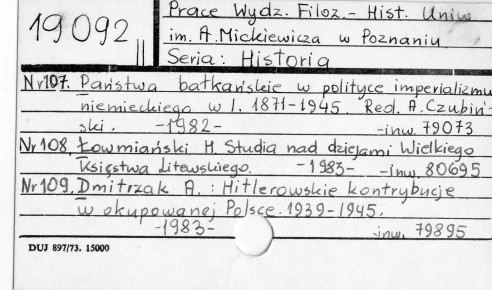 19092 II
Prace Wydz. Filoz.- Hist. Uniw.
im. A. Mickiewicza w Poznaniu.
Seria: Historia
Nr 107. Państwa bałkańskie w polityce imperializmu
niemieckiego w l. 1871-1945. Red. A. Czubiń-
ski. -1982- -inw. 79073
Nr 108. Łowmiański H. Studia nad dziejami Wielkiego
Księstwa Litewskiego. -1983- -inw. 80695
Nr 109. Dmitrzak A. : Hitlerowskie kontrybucje
w okupowanej Polsce. 1939-1945.
-1983- -inw. 79895
DUJ 897/73. 15000